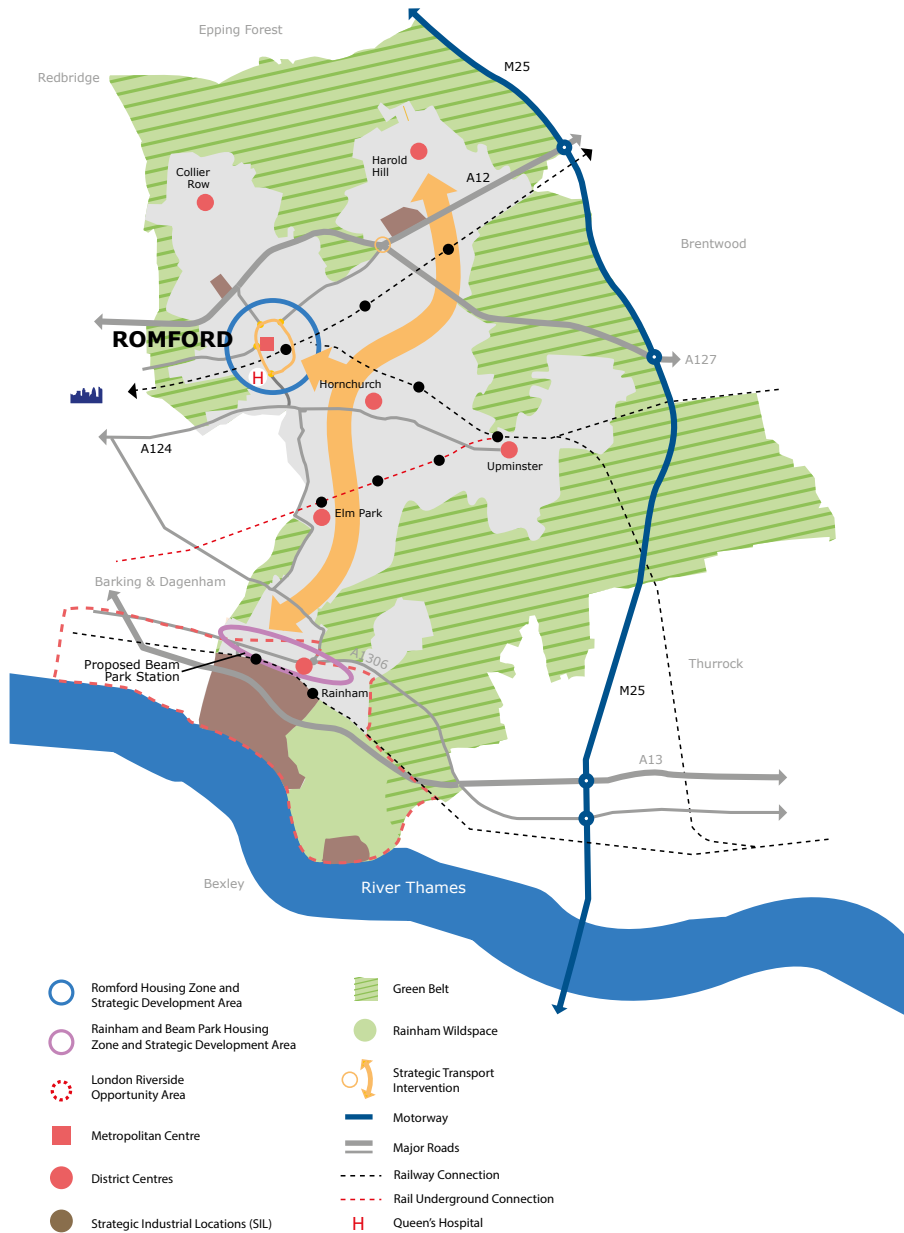 Epping Forest
Redbridge
M25
Harold
Hill
Collier
Row
A12
Brentwood
ROMFORD
H
A127
Hornchurch
A124
Upminster
Elm Park
Barking & Dagenham
A1306
Proposed Beam
Park Station
Thurrock
Rainham
M25
A13
Bexley
River Thames
Romford Housing Zone and
Strategic Development Area
Rainham and Beam Park Housing
Zone and Strategic Development Area
London Riverside
Opportunity Area
Metropolitan Centre
District Centres
Strategic Industrial Locations (SIL)
Green Belt
Rainham Wildspace
Strategic Transport
Intervention
Motorway
Major Roads
Railway Connection
Rail Underground Connection
H Queen's Hospital